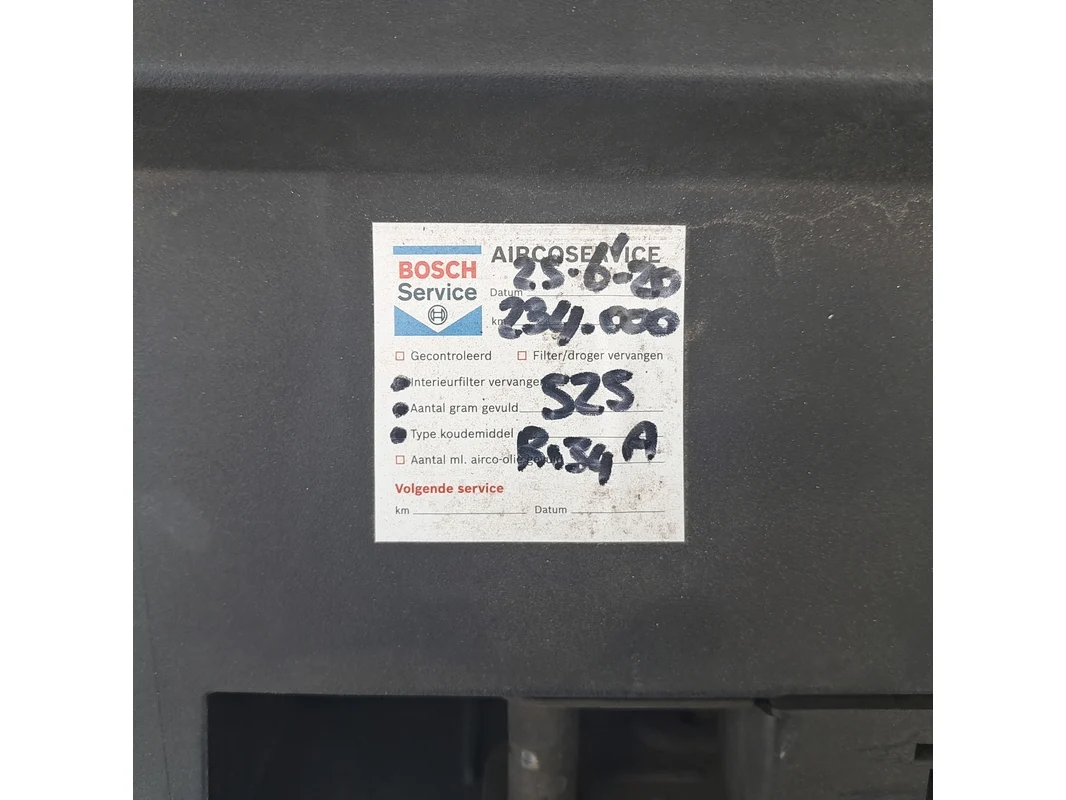 BOSCH
Service
AIRCOSERVICE
Datum 25-6-20
km 234.000
Gecontroleerd
Filter/droger vervangen
Interieurfilter vervangen
Aantal gram gevuld 525
Type koudemiddel R134A
Aantal ml. airco-olie gevuld
Volgende service
km
Datum